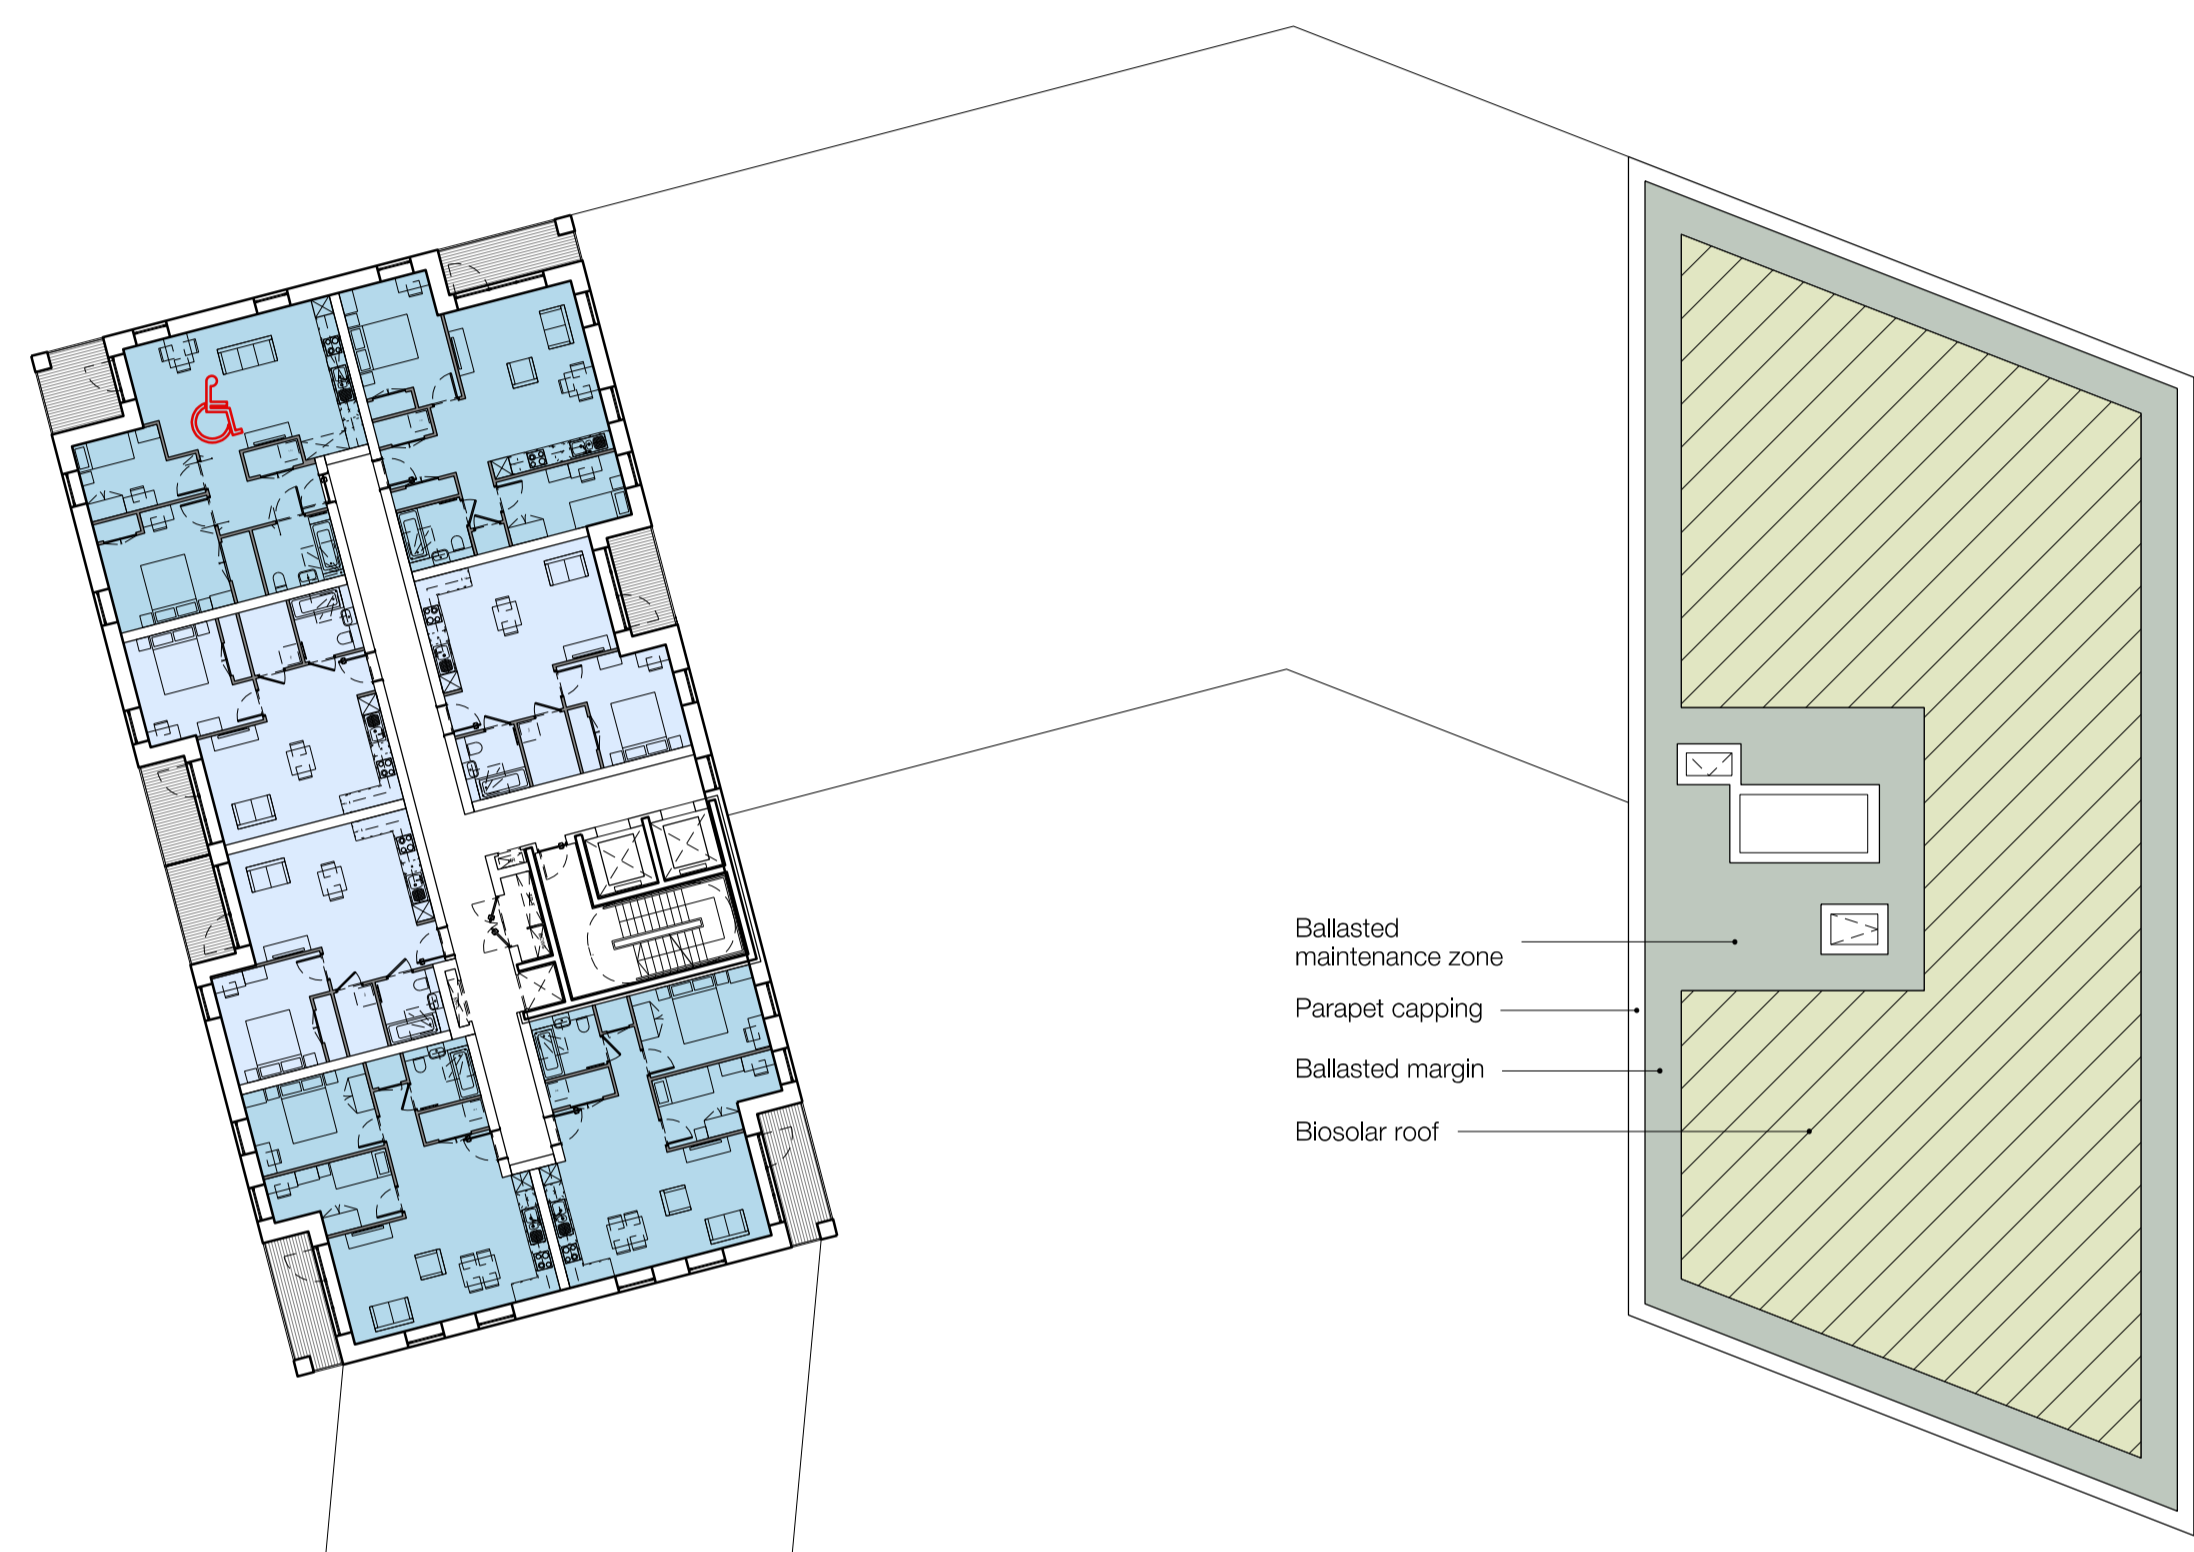 Ballasted
maintenance zone
Parapet capping
Ballasted margin
Biosolar roof